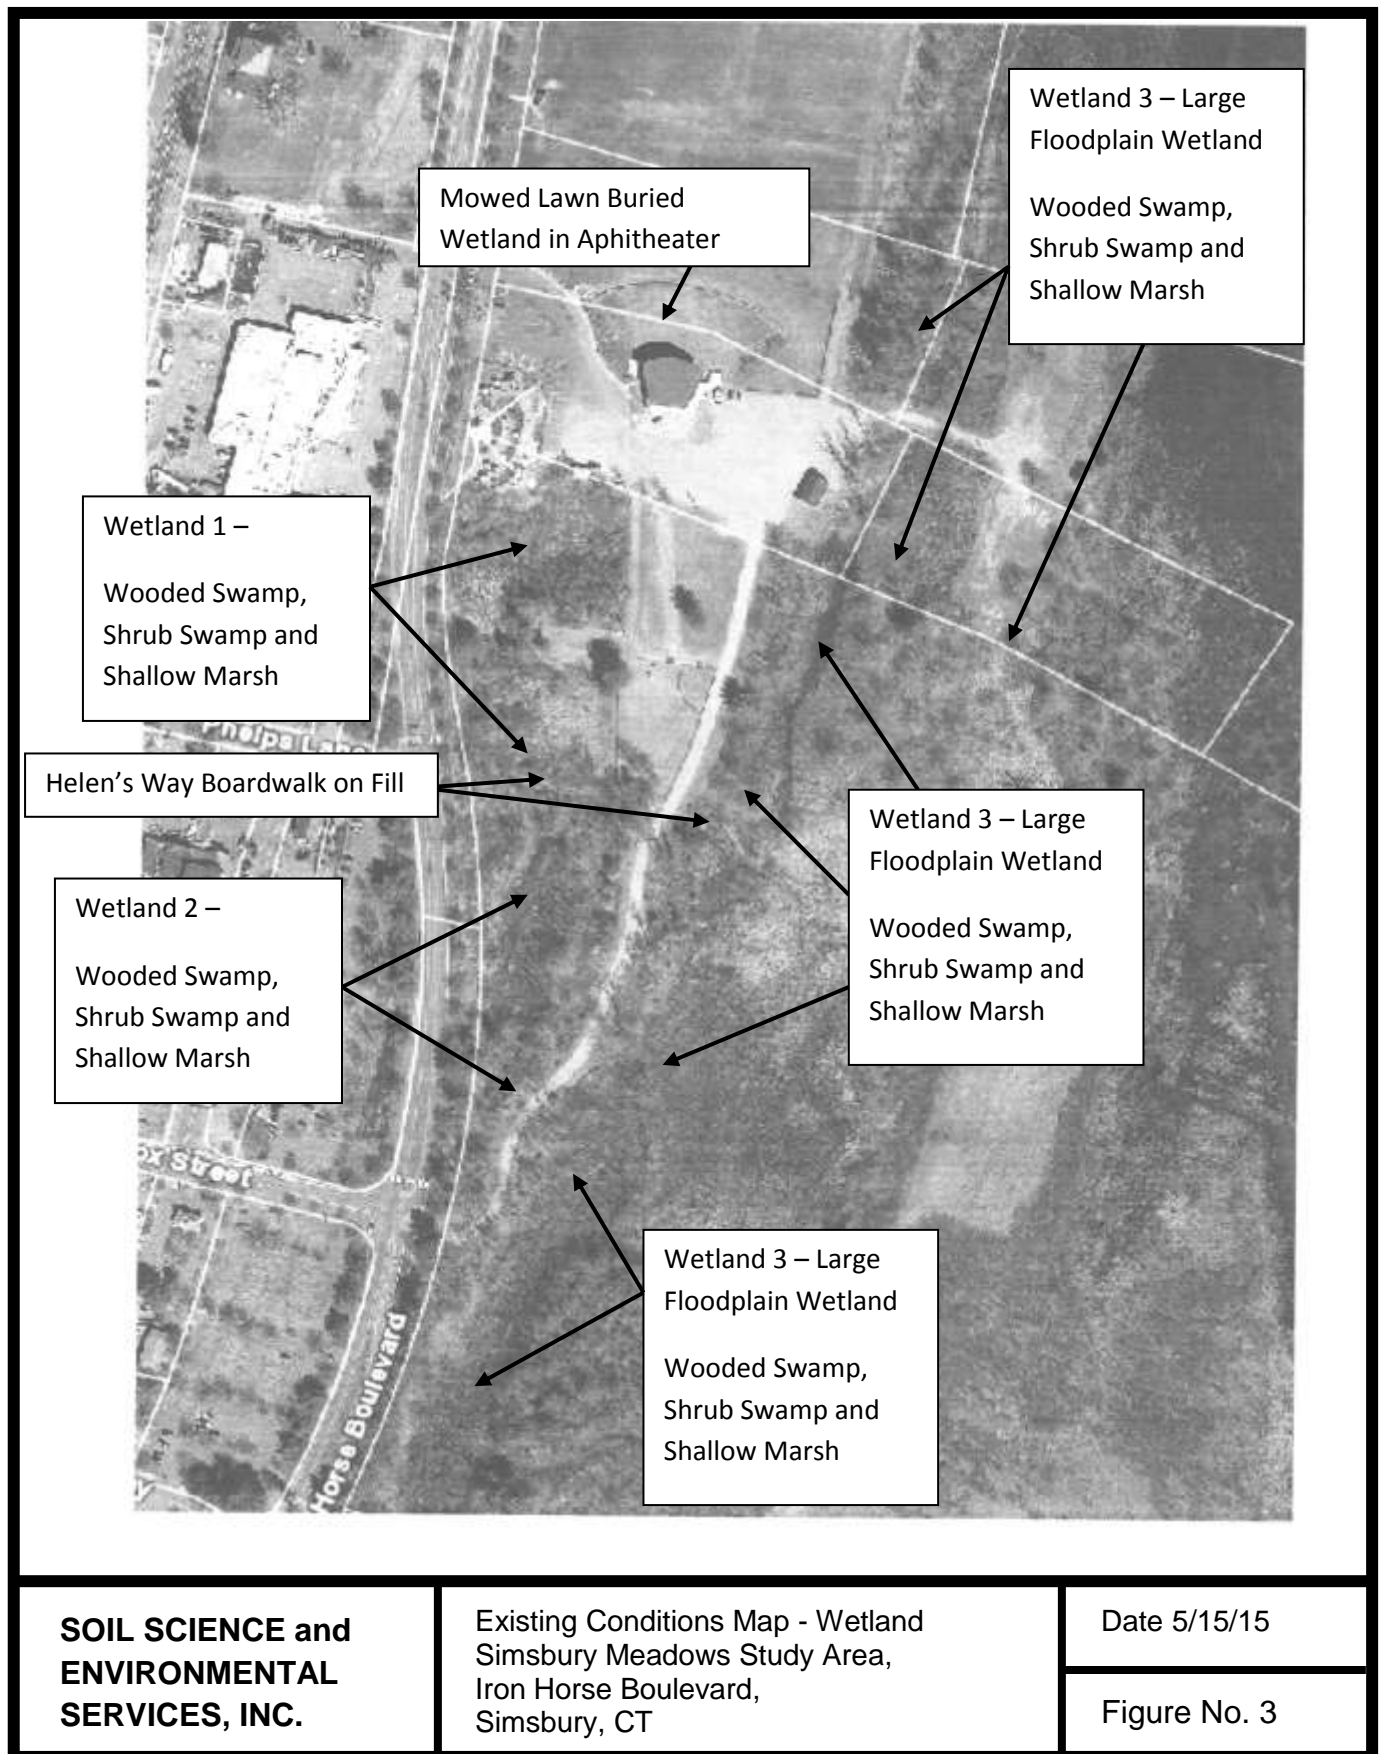 Wetland 3 – Large
Floodplain Wetland
Wooded Swamp,
Shrub Swamp and
Shallow Marsh
Mowed Lawn Buried
Wetland in Aphitheater
Wetland 1 –
Wooded Swamp,
Shrub Swamp and
Shallow Marsh
Phelps Lane
Helen's Way Boardwalk on Fill
Wetland 3 – Large
Floodplain Wetland
Wooded Swamp,
Shrub Swamp and
Shallow Marsh
Wetland 2 –
Wooded Swamp,
Shrub Swamp and
Shallow Marsh
ox Street
Wetland 3 – Large
Floodplain Wetland
Wooded Swamp,
Shrub Swamp and
Shallow Marsh
Horse Boulevard
SOIL SCIENCE and
ENVIRONMENTAL
SERVICES, INC.
Existing Conditions Map - Wetland
Simsbury Meadows Study Area,
Iron Horse Boulevard,
Simsbury, CT
Date 5/15/15
Figure No. 3